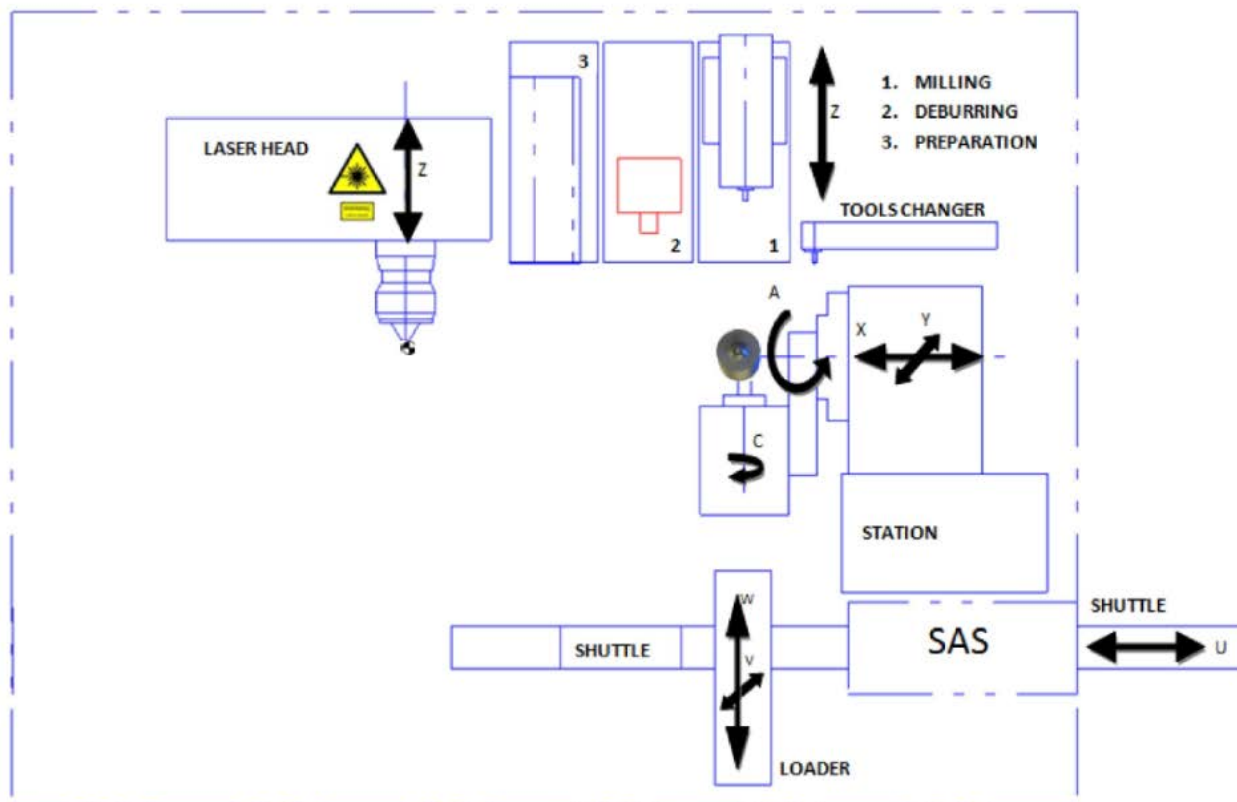 3
1. MILLING
2. DEBURRING
3. PREPARATION
Z
LASER HEAD
Z
TOOLS CHANGER
2
1
A
X
Y
C
STATION
W
SHUTTLE
SHUTTLE
V
SAS
U
LOADER